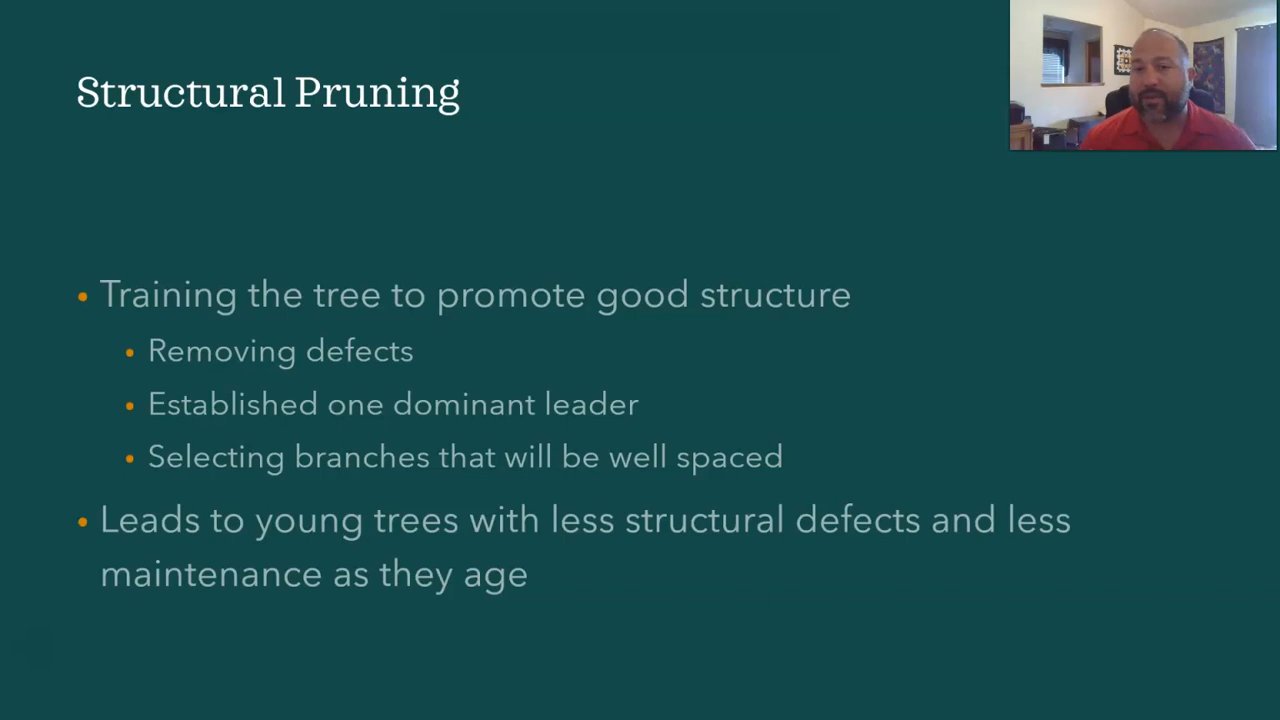 Structural Pruning
• Training the tree to promote good structure
• Removing defects
• Established one dominant leader
• Selecting branches that will be well spaced
• Leads to young trees with less structural defects and less
maintenance as they age